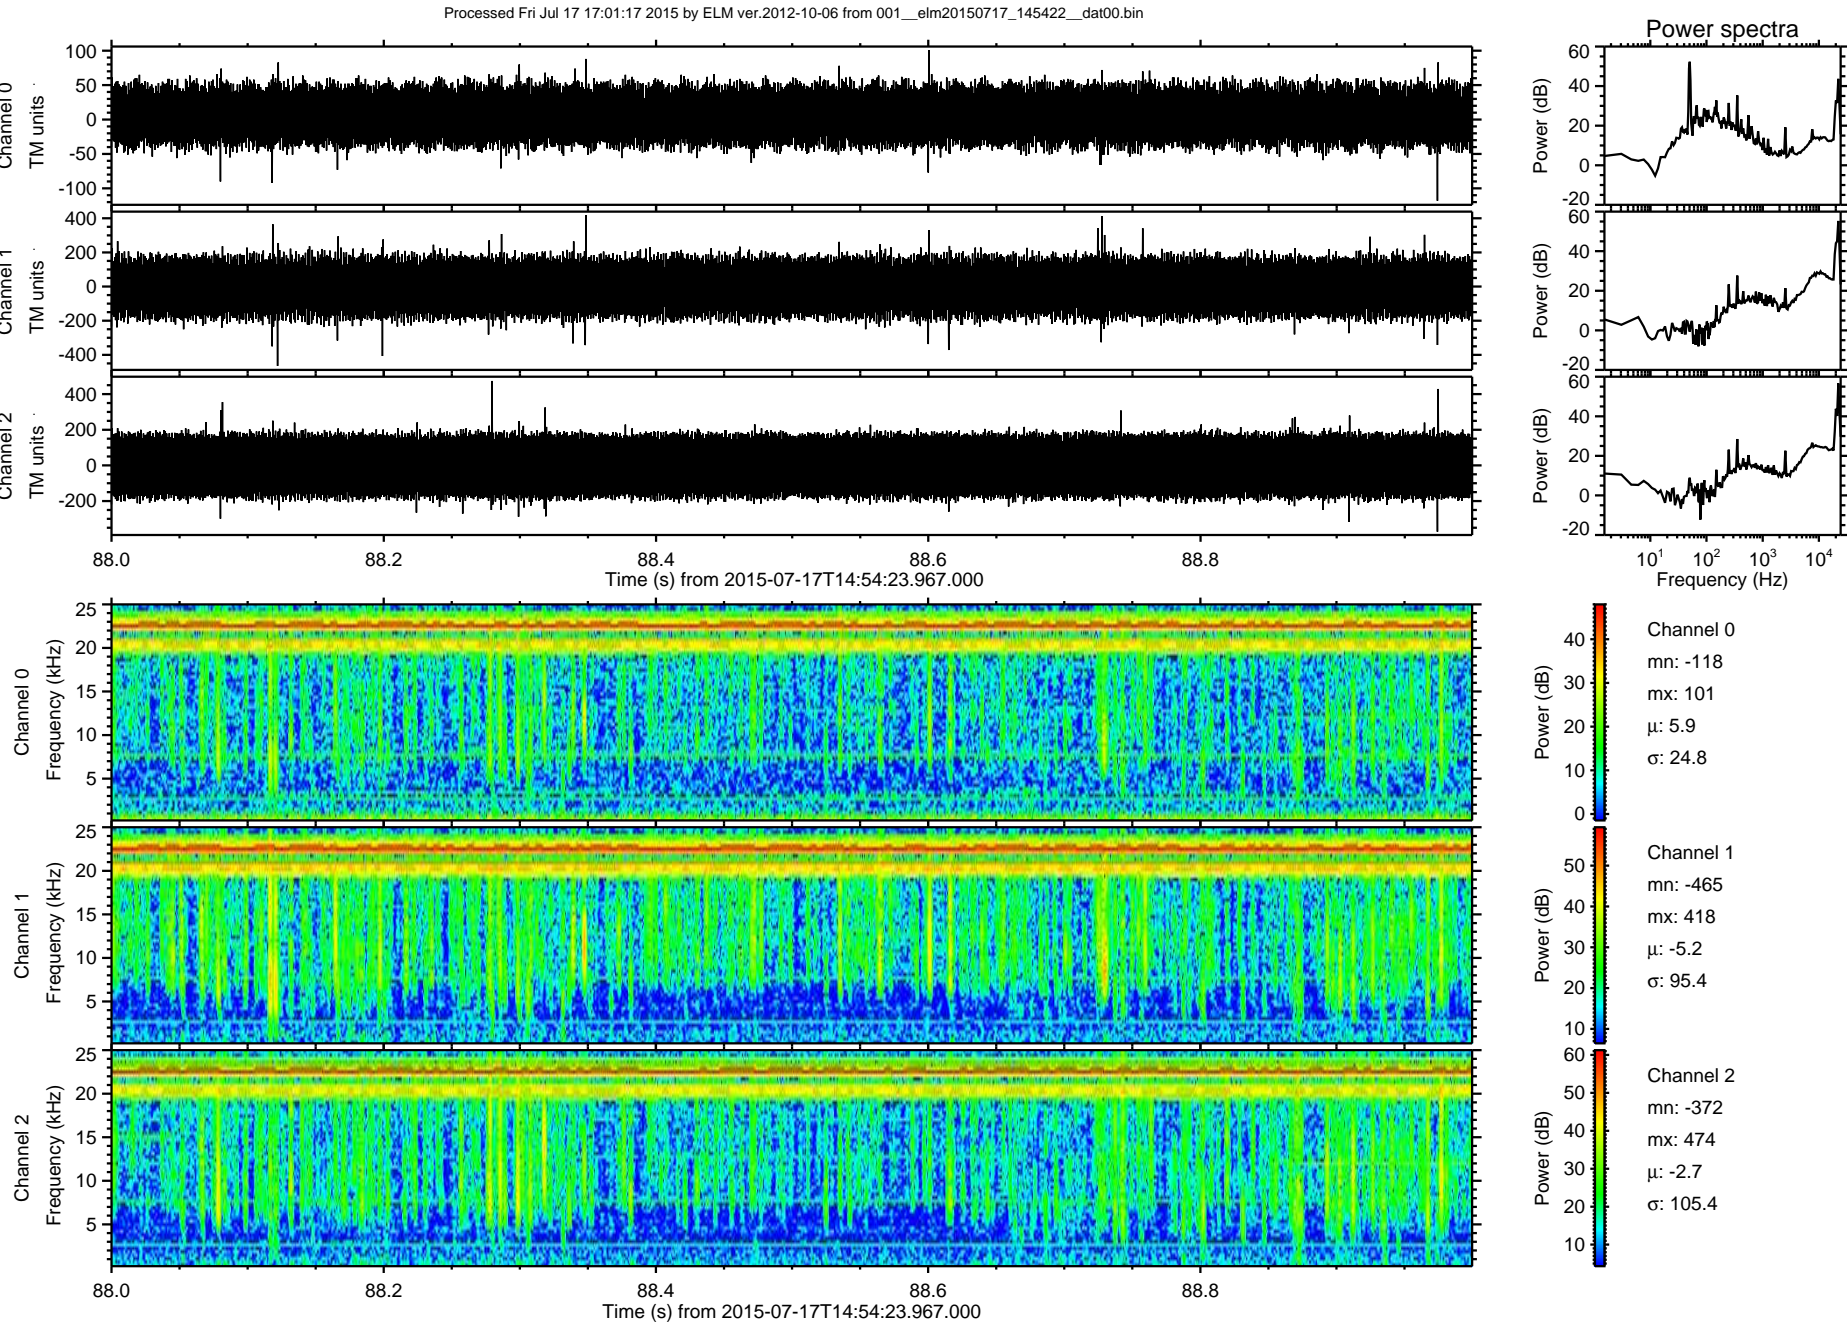 Processed Fri Jul 17 17:01:17 2015 by ELM ver.2012-10-06 from 001__elm20150717_145422__dat00.bin
Power spectra
Channel 0
TM units
100
50
0
-50
-100
Power (dB)
60
40
20
0
-20
Channel 1
TM units
400
200
0
-200
-400
Power (dB)
60
40
20
0
-20
Channel 2
TM units
400
200
0
-200
Power (dB)
60
40
20
0
-20
88.0 88.2 88.4 88.6 88.8
Time (s) from 2015-07-17T14:54:23.967.000
10^1 10^2 10^3 10^4
Frequency (Hz)
Channel 0
Frequency (kHz)
25
20
15
10
5
Power (dB)
40
30
20
10
0
Channel 0
mn: -118
mx: 101
μ: 5.9
σ: 24.8
Channel 1
Frequency (kHz)
25
20
15
10
5
Power (dB)
50
40
30
20
10
Channel 1
mn: -465
mx: 418
μ: -5.2
σ: 95.4
Channel 2
Frequency (kHz)
25
20
15
10
5
Power (dB)
60
50
40
30
20
10
Channel 2
mn: -372
mx: 474
μ: -2.7
σ: 105.4
88.0 88.2 88.4 88.6 88.8
Time (s) from 2015-07-17T14:54:23.967.000